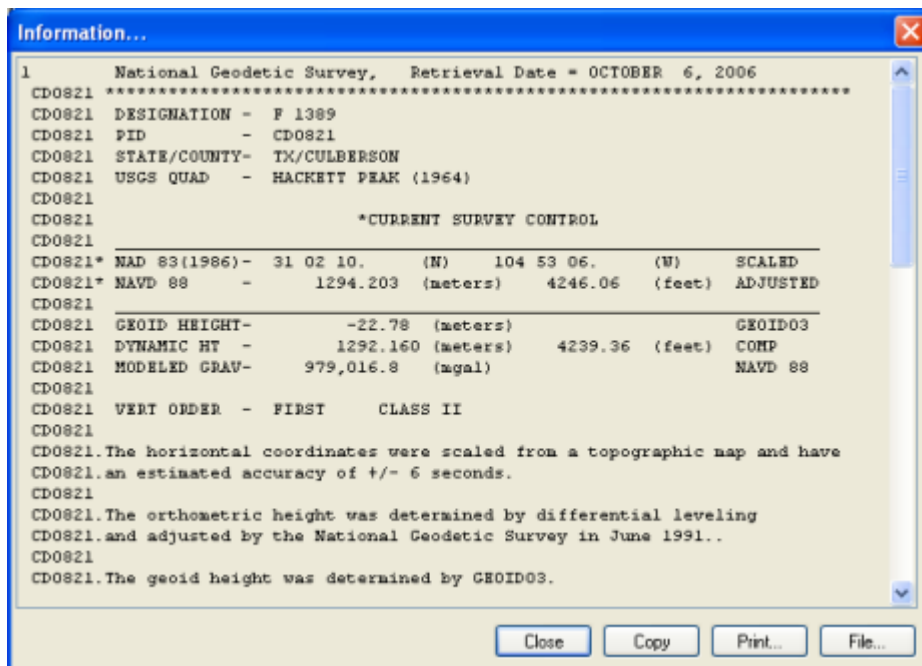 Information...
1 National Geodetic Survey, Retrieval Date = OCTOBER 6, 2006
CD0821 ***********************************************************************
CD0821 DESIGNATION - F 1389
CD0821 PID - CD0821
CD0821 STATE/COUNTY- TX/CULBERSON
CD0821 USGS QUAD - HACKETT PEAK (1964)
CD0821
CD0821 *CURRENT SURVEY CONTROL
CD0821
CD0821* NAD 83(1986)- 31 02 10. (N) 104 53 06. (W) SCALED
CD0821* NAVD 88 - 1294.203 (meters) 4246.06 (feet) ADJUSTED
CD0821
CD0821 GEOID HEIGHT- -22.78 (meters) GEOID03
CD0821 DYNAMIC HT - 1292.160 (meters) 4239.36 (feet) COMP
CD0821 MODELED GRAV- 979,016.8 (mgal) NAVD 88
CD0821
CD0821 VERT ORDER - FIRST CLASS II
CD0821
CD0821.The horizontal coordinates were scaled from a topographic map and have
CD0821.an estimated accuracy of +/- 6 seconds.
CD0821
CD0821.The orthometric height was determined by differential leveling
CD0821.and adjusted by the National Geodetic Survey in June 1991..
CD0821
CD0821.The geoid height was determined by GEOID03.
Close Copy Print... File...